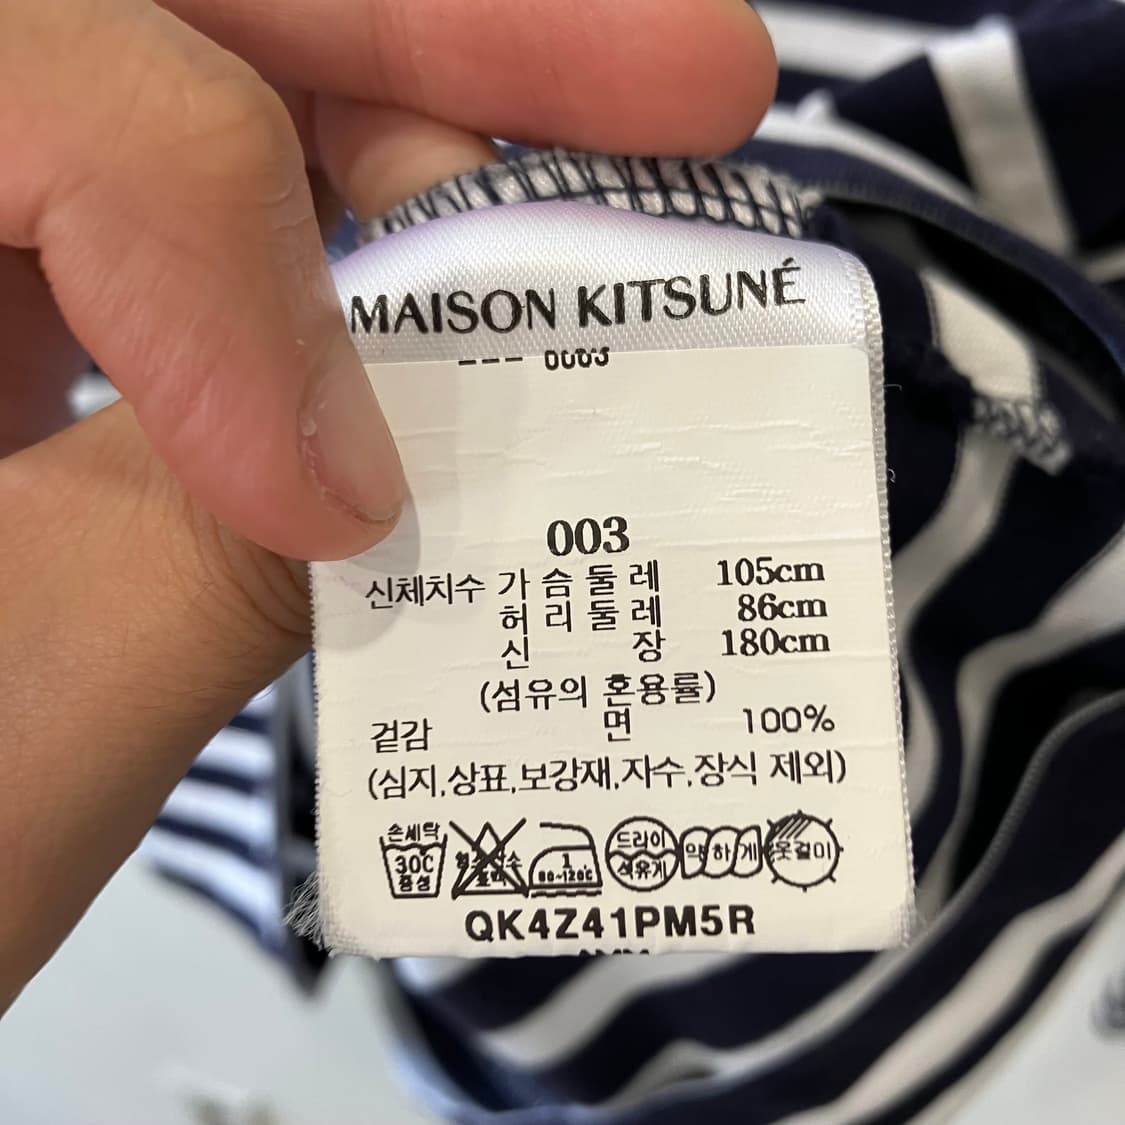 MAISON KITSUNÉ
003
신체치수 가 슴 둘 레 105cm
허 리 둘 레 86cm
신 장 180cm
(섬유의 혼용률)
겉감 면 100%
(심지,상표,보강재,자수,장식 제외)
손세탁 30℃ 중성
1 80~120℃
드라이 석유계
약하게
옷걸이
QK4Z41PM5R